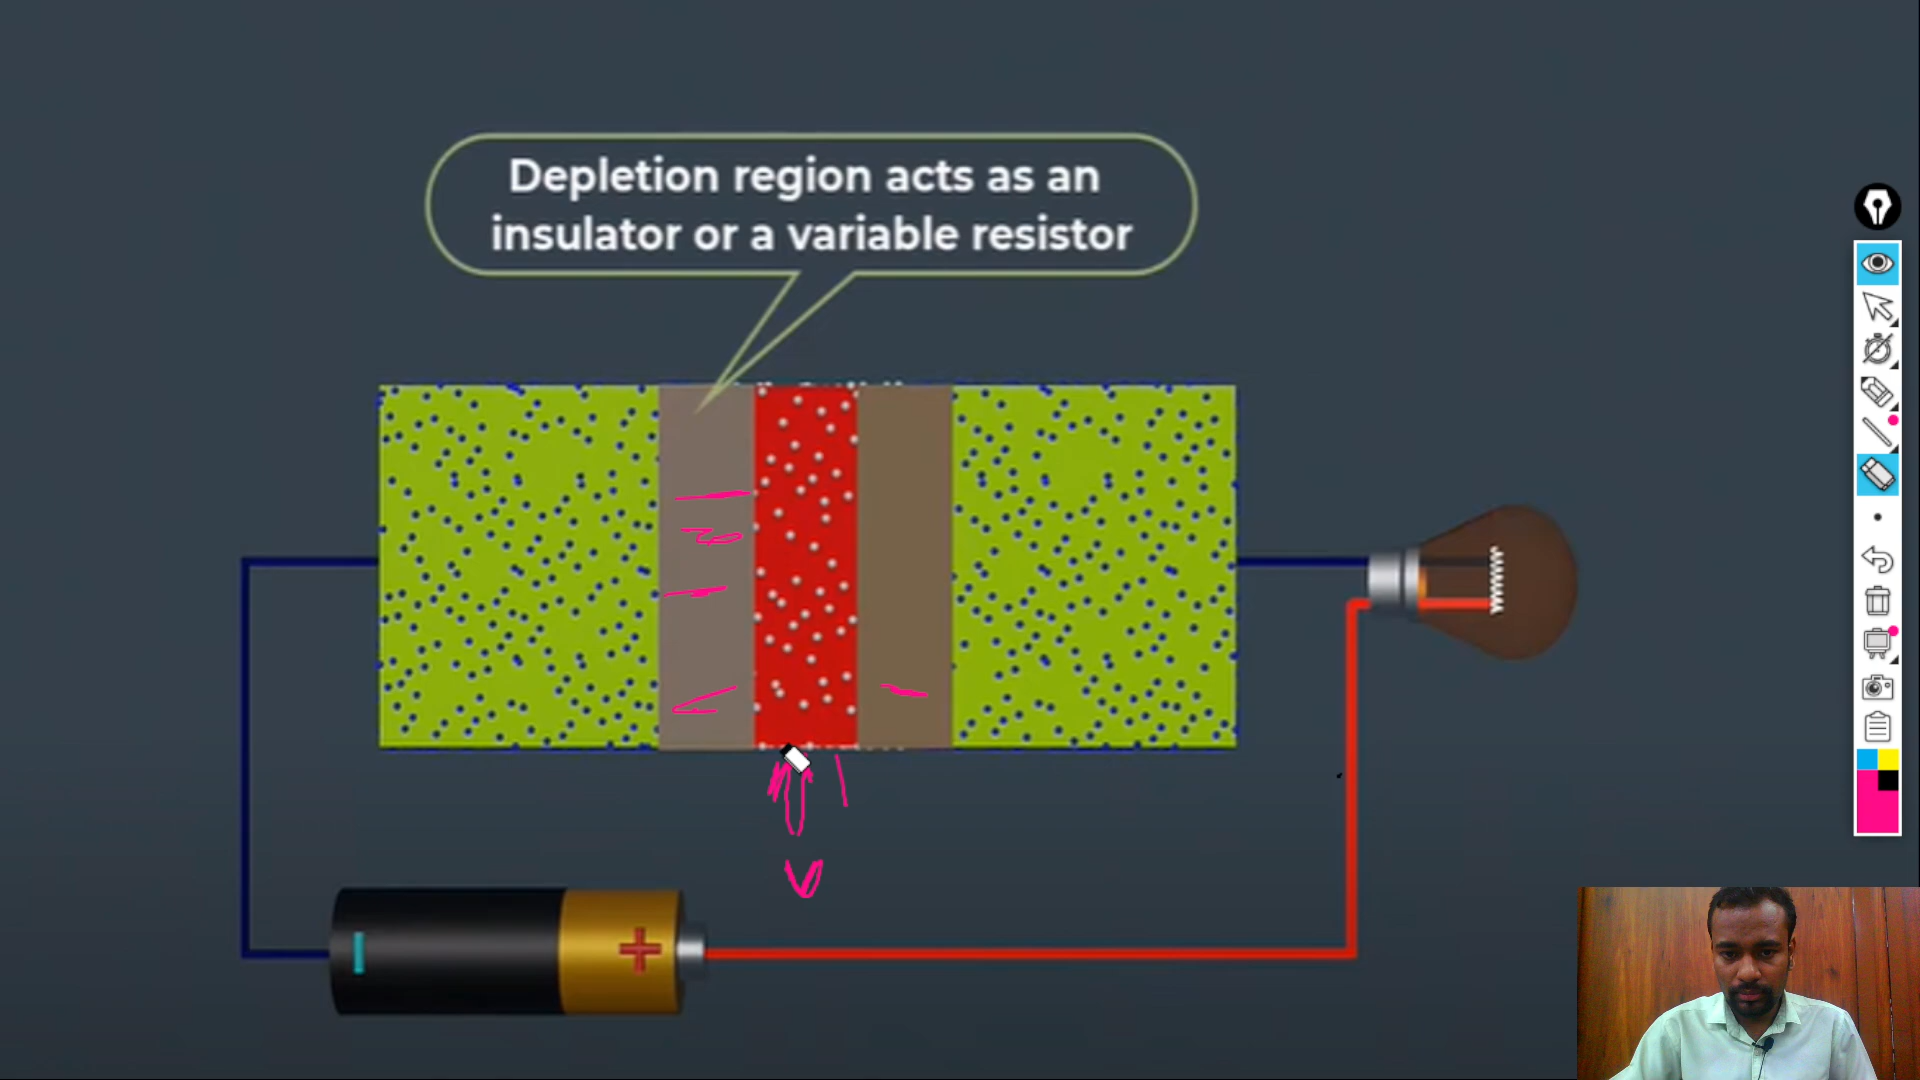 Depletion region acts as an
insulator or a variable resistor